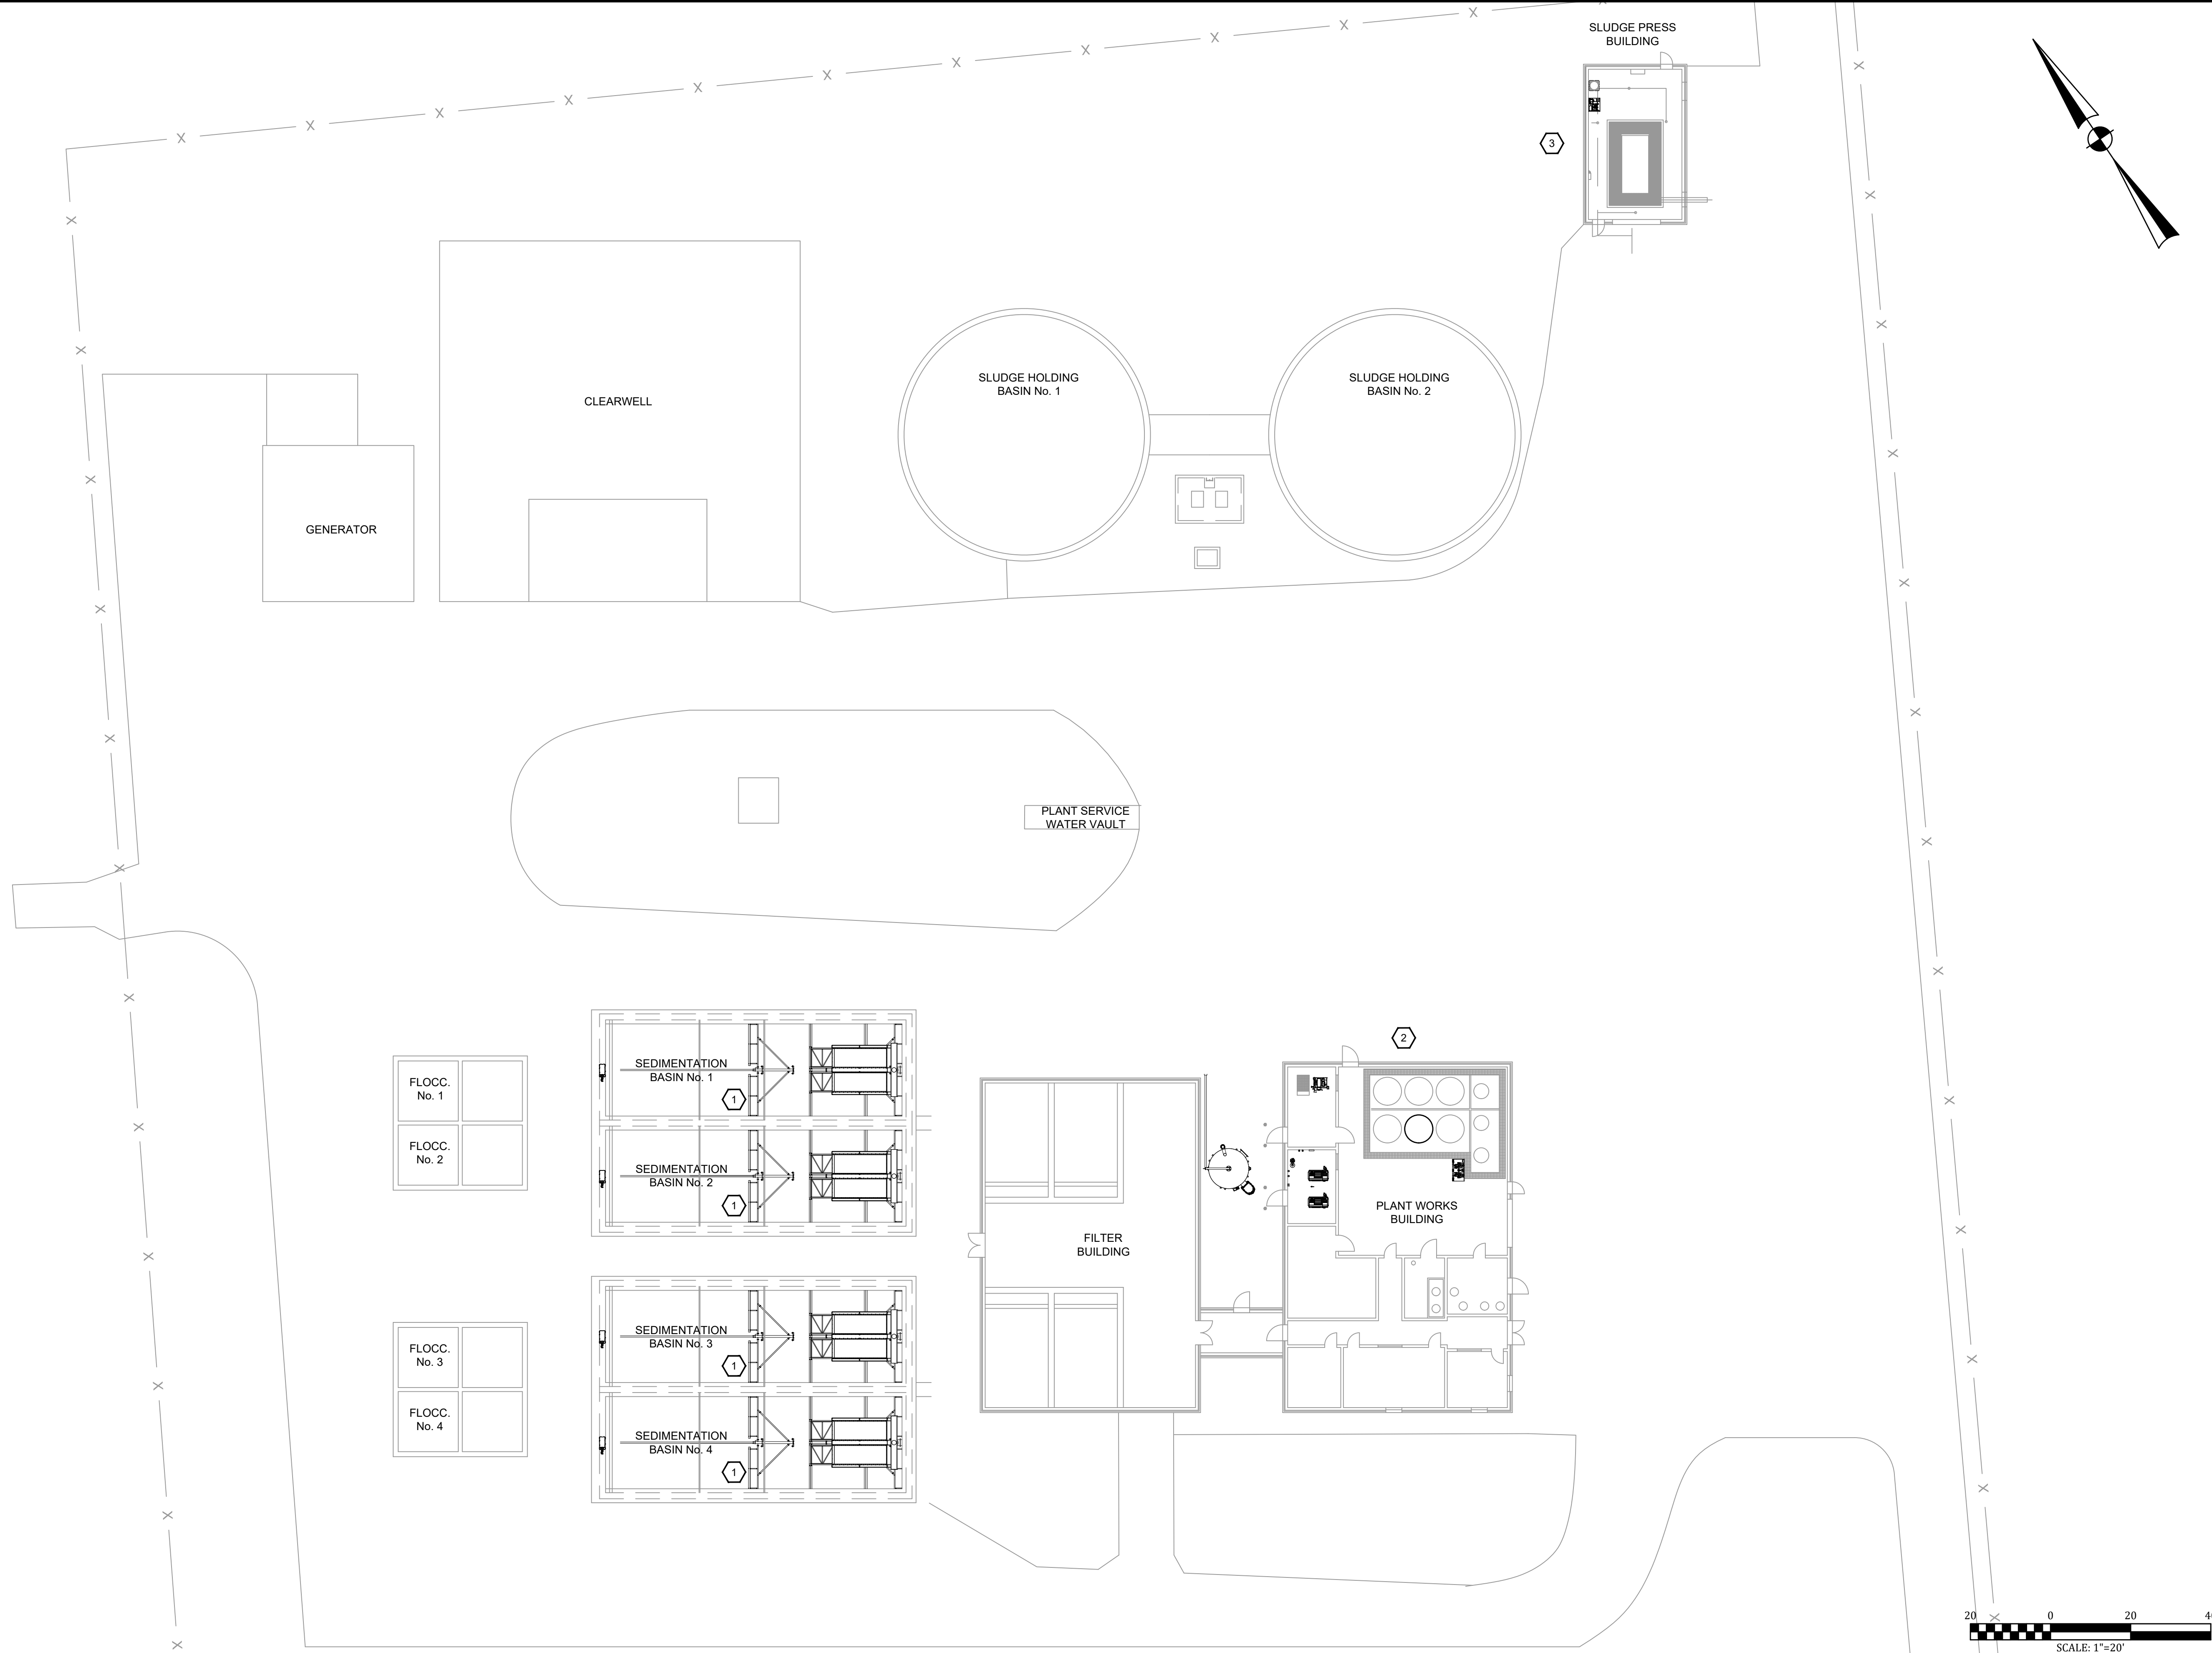 SLUDGE PRESS
BUILDING
3
SLUDGE HOLDING
BASIN No. 1
SLUDGE HOLDING
BASIN No. 2
CLEARWELL
GENERATOR
PLANT SERVICE
WATER VAULT
2
SEDIMENTATION
BASIN No. 1
1
FLOCC.
No. 1
FLOCC.
No. 2
SEDIMENTATION
BASIN No. 2
1
PLANT WORKS
BUILDING
FILTER
BUILDING
SEDIMENTATION
BASIN No. 3
1
FLOCC.
No. 3
FLOCC.
No. 4
SEDIMENTATION
BASIN No. 4
1
20 0 20
SCALE: 1"=20'